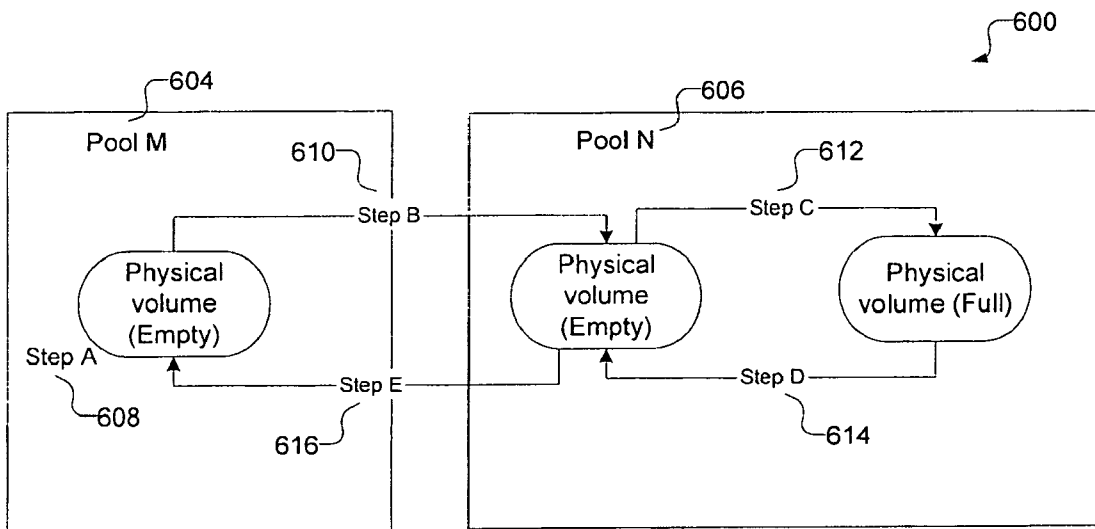 600
604
606
Pool M
Pool N
610
612
Step B
Step C
Physical
volume
(Empty)
Physical
volume
(Empty)
Physical
volume (Full)
Step A
Step E
Step D
608
616
614